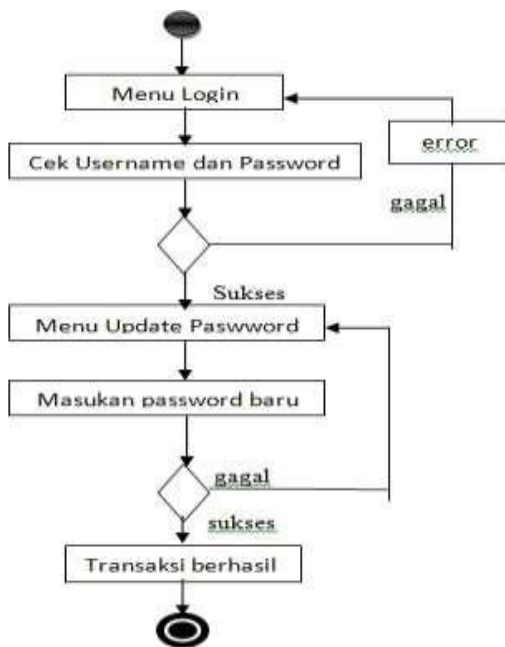 Menu Login
error
Cek Username dan Password
gagal
Sukses
Menu Update Paswword
Masukan password baru
gagal
sukses
Transaksi berhasil